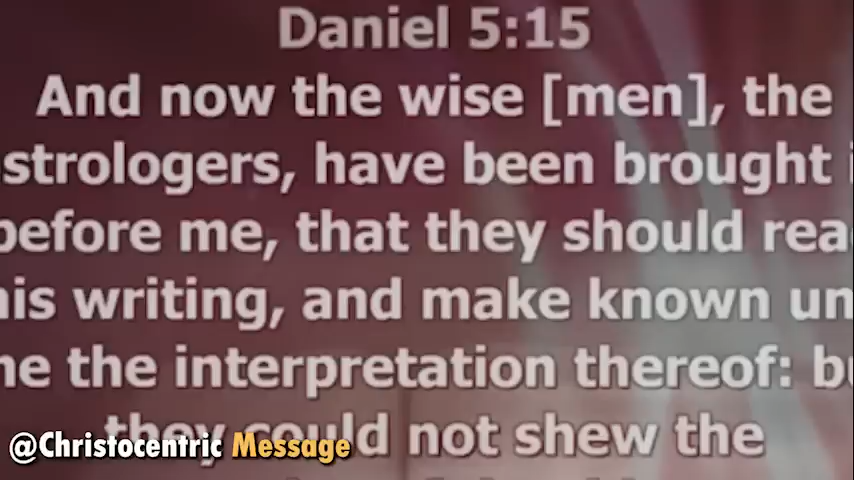 Daniel 5:15
And now the wise [men], the
strologers, have been brought
before me, that they should rea
his writing, and make known un
the interpretation thereof: bu
they could not shew the
@Christocentric Message